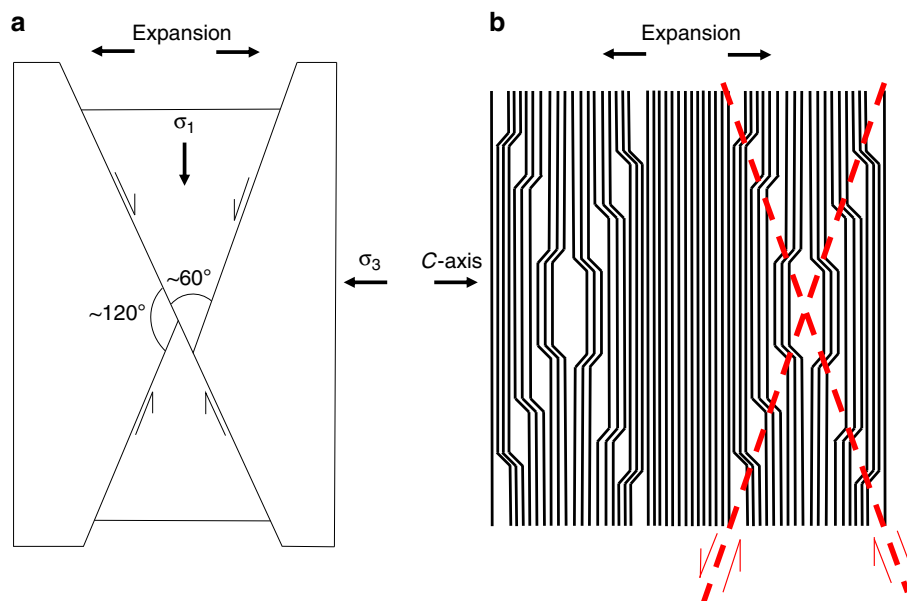 a
Expansion
σ1
~60°
~120°
σ3
b
Expansion
C-axis